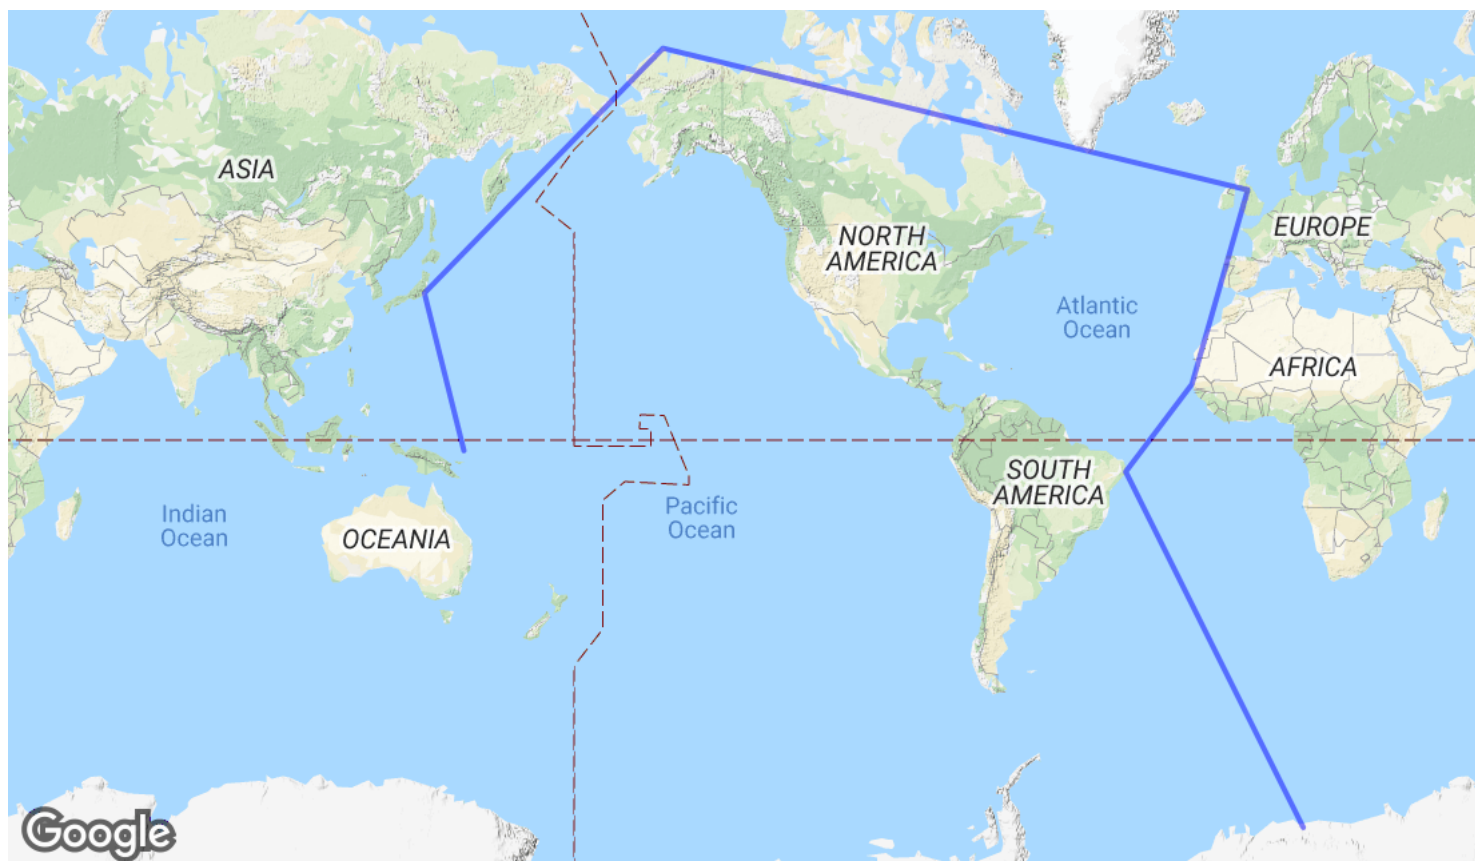 ASIA
EUROPE
NORTH
AMERICA
Atlantic
Ocean
AFRICA
SOUTH
AMERICA
Indian
Ocean
OCEANIA
Pacific
Ocean
Google